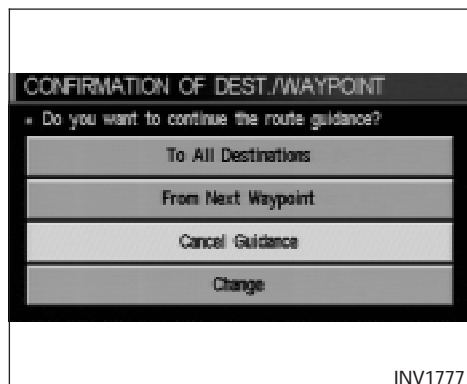 CONFIRMATION OF DEST./WAYPOINT
• Do you want to continue the route guidance?
To All Destinations
From Next Waypoint
Cancel Guidance
Change
INV1777